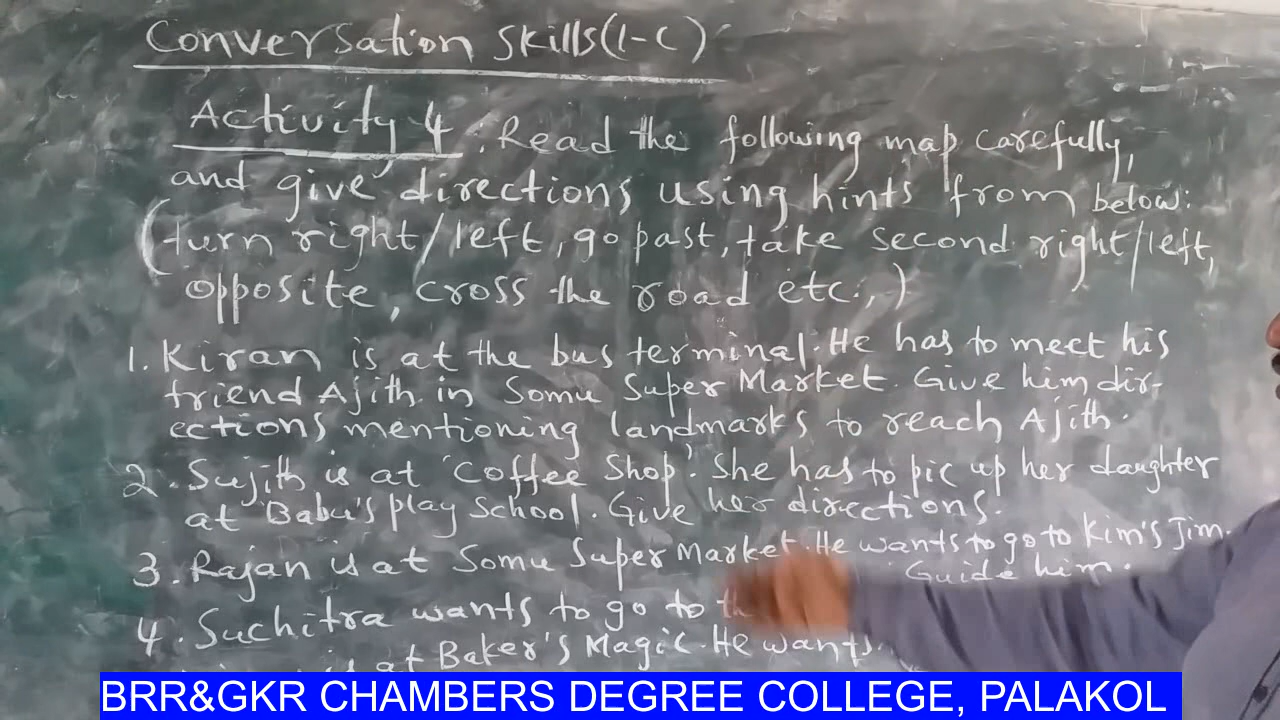 Conversation Skills(1-C)
Activity 4 : Read the following map carefully,
and give directions using hints from below:
(turn right/left, go past, take second right/left,
opposite, cross the road etc.,)
1. Kiran is at the bus terminal. He has to meet his
friend Ajith in Somu Super Market. Give him dir-
ections mentioning landmarks to reach Ajith.
2. Sujith is at 'Coffee Shop'. She has to pic up her daughter
at Babu's play School. Give her directions.
3. Rajan is at Somu Super Market. He wants to go to Kim's Jim.
Guide him.
4. Suchitra wants to go to
is at Baker's Magic. He wants
BRR&GKR CHAMBERS DEGREE COLLEGE, PALAKOL